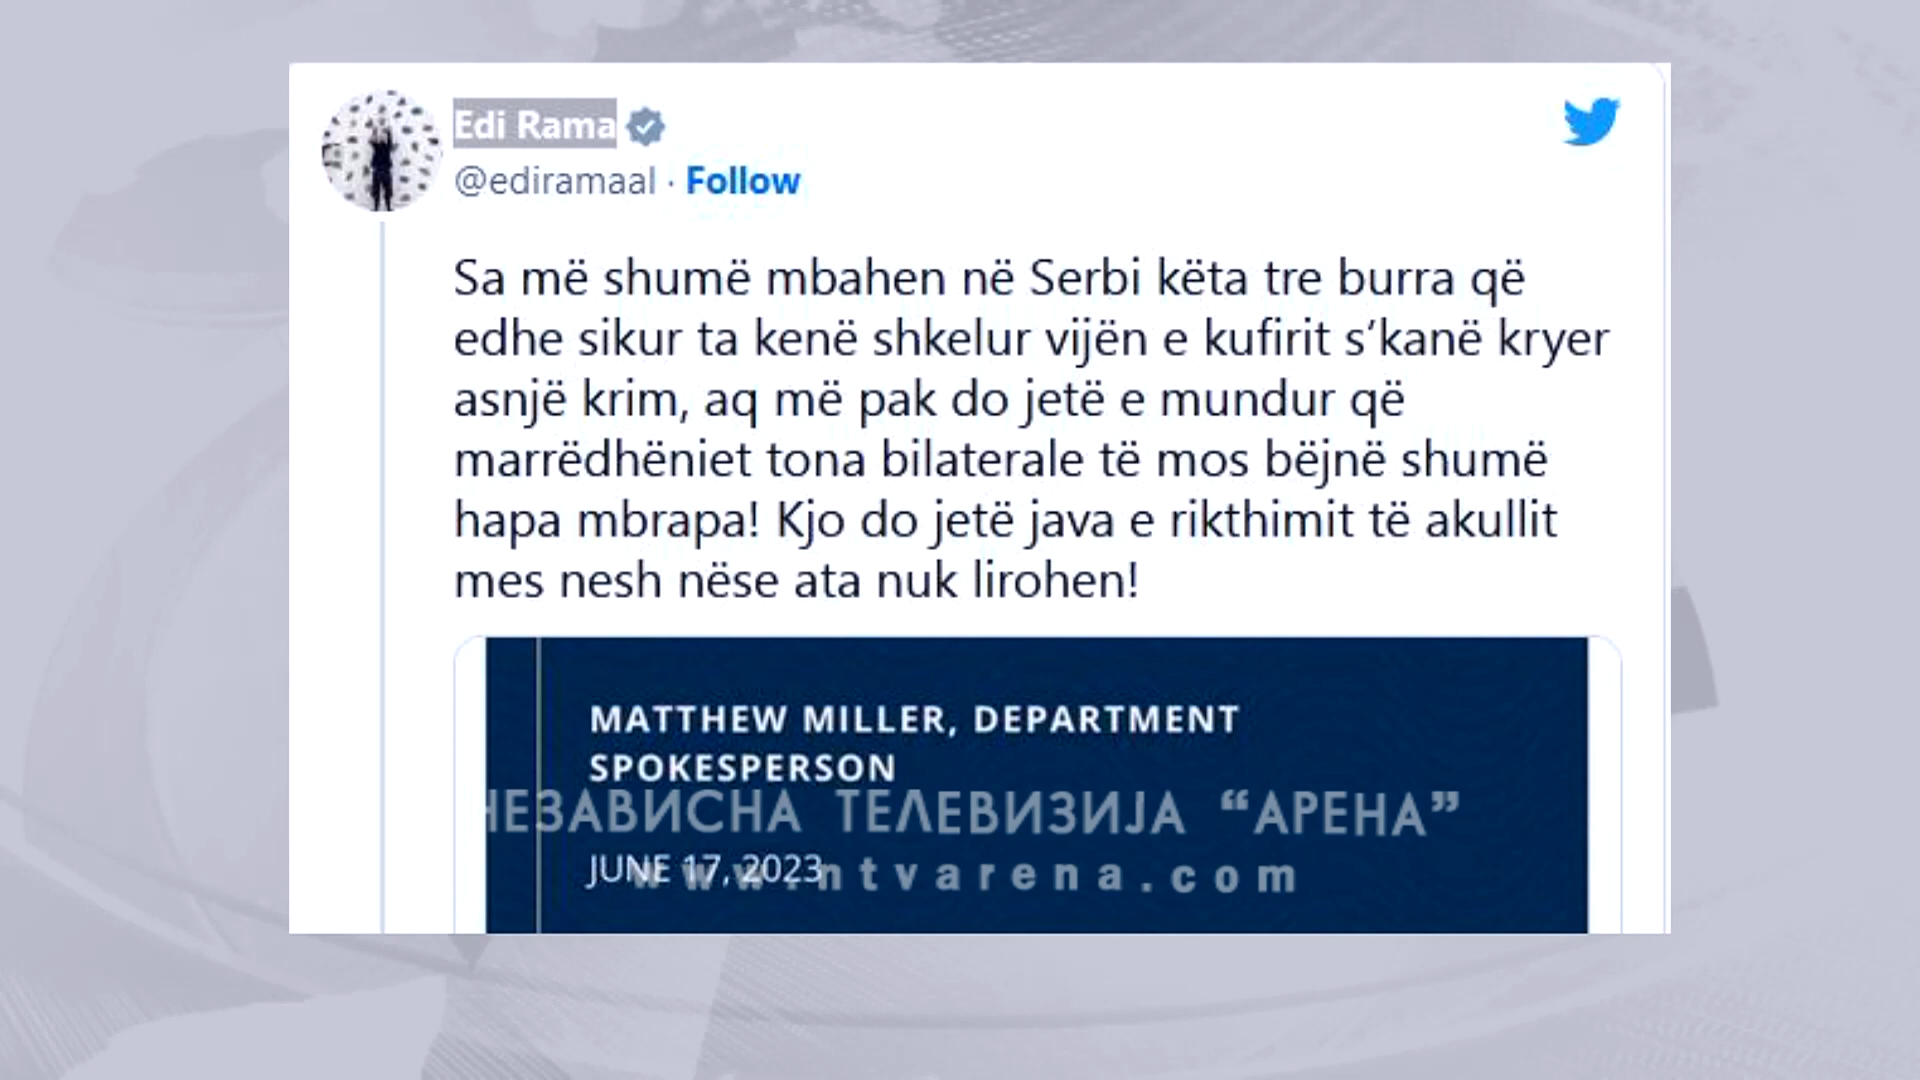 Edi Rama
@ediramaal · Follow
Sa më shumë mbahen në Serbi këta tre burra që
edhe sikur ta kenë shkelur vijën e kufirit s’kanë kryer
asnjë krim, aq më pak do jetë e mundur që
marrëdhëniet tona bilaterale të mos bëjnë shumë
hapa mbrapa! Kjo do jetë java e rikthimit të akullit
mes nesh nëse ata nuk lirohen!
MATTHEW MILLER, DEPARTMENT
SPOKESPERSON
НЕЗАВИСНА ТЕЛЕВИЗИЈА “АРЕНА”
JUNE 17, 2023
www.ntvarena.com